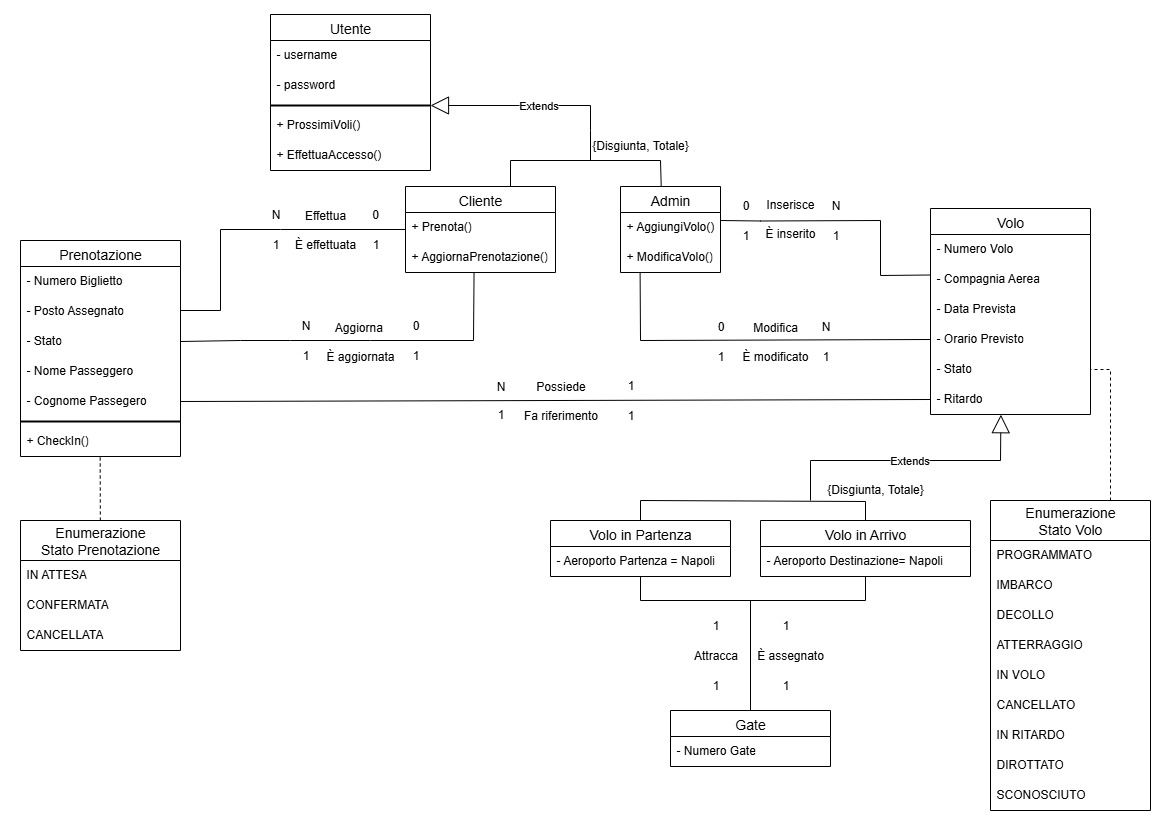 Utente
- username
- password
+ ProssimiVoli()
+ EffettuaAccesso()
Extends
{Disgiunta, Totale}
Cliente
+ Prenota()
+ AggiornaPrenotazione()
Admin
+ AggiungiVolo()
+ ModificaVolo()
N Effettua 0
1 È effettuata 1
0 Inserisce N
1 È inserito 1
Volo
- Numero Volo
- Compagnia Aerea
- Data Prevista
- Orario Previsto
- Stato
- Ritardo
Prenotazione
- Numero Biglietto
- Posto Assegnato
- Stato
- Nome Passeggero
- Cognome Passegero
+ CheckIn()
N Aggiorna 0
1 È aggiornata 1
0 Modifica N
1 È modificato 1
N Possiede 1
1 Fa riferimento 1
Extends
{Disgiunta, Totale}
Enumerazione
Stato Prenotazione
IN ATTESA
CONFERMATA
CANCELLATA
Volo in Partenza
- Aeroporto Partenza = Napoli
Volo in Arrivo
- Aeroporto Destinazione= Napoli
1 1
Attracca È assegnato
1 1
Gate
- Numero Gate
Enumerazione
Stato Volo
PROGRAMMATO
IMBARCO
DECOLLO
ATTERRAGGIO
IN VOLO
CANCELLATO
IN RITARDO
DIROTTATO
SCONOSCIUTO